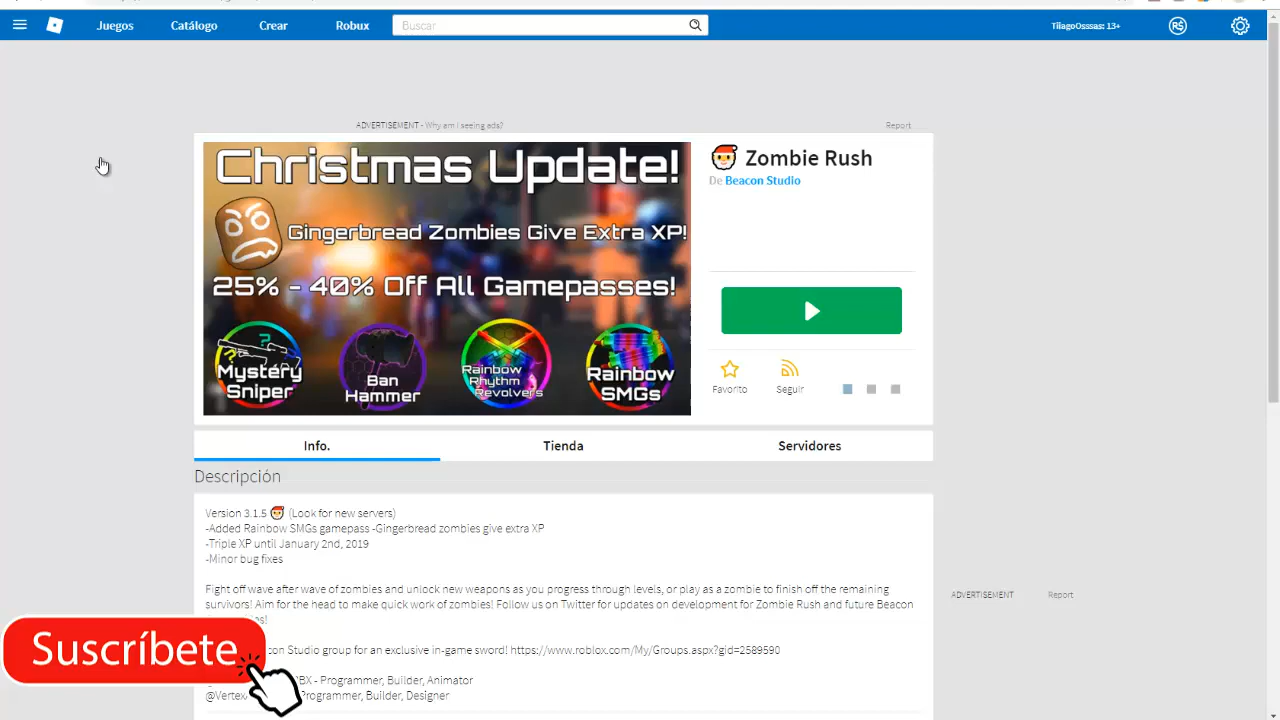 Juegos Catálogo Crear Robux Buscar TiiagoOsssas: 13+ R$
ADVERTISEMENT - Why am I seeing ads? Report
Christmas Update!
Gingerbread Zombies Give Extra XP!
25% - 40% Off All Gamepasses!
? ?
Mystery Sniper
Ban Hammer
Rainbow Rhythm Revolvers
Rainbow SMGs
Zombie Rush
De Beacon Studio
Favorito Seguir
Info. Tienda Servidores
Descripción
Version 3.1.5 🎅 (Look for new servers)
-Added Rainbow SMGs gamepass -Gingerbread zombies give extra XP
-Triple XP until January 2nd, 2019
-Minor bug fixes
Fight off wave after wave of zombies and unlock new weapons as you progress through levels, or play as a zombie to finish off the remaining
survivors! Aim for the head to make quick work of zombies! Follow us on Twitter for updates on development for Zombie Rush and future Beacon
ADVERTISEMENT Report
Suscríbete
con Studio group for an exclusive in-game sword! https://www.roblox.com/My/Groups.aspx?gid=2589590
BX - Programmer, Builder, Animator
@Vertex Programmer, Builder, Designer